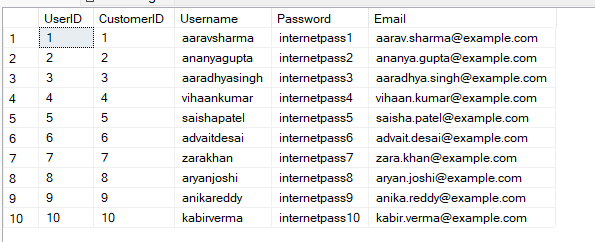 UserID CustomerID Username Password Email
1 1 1 aaravsharma internetpass1 aarav.sharma@example.com
2 2 2 ananyagupta internetpass2 ananya.gupta@example.com
3 3 3 aaradhyasingh internetpass3 aaradhya.singh@example.com
4 4 4 vihaankumar internetpass4 vihaan.kumar@example.com
5 5 5 saishapatel internetpass5 saisha.patel@example.com
6 6 6 advaitdesai internetpass6 advait.desai@example.com
7 7 7 zarakhan internetpass7 zara.khan@example.com
8 8 8 aryanjoshi internetpass8 aryan.joshi@example.com
9 9 9 anikareddy internetpass9 anika.reddy@example.com
10 10 10 kabirverma internetpass10 kabir.verma@example.com